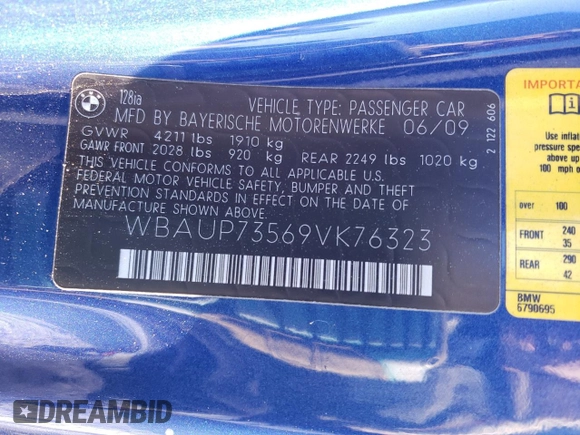 BMW
128ia
VEHICLE TYPE: PASSENGER CAR
MFD BY BAYERISCHE MOTORENWERKE 06/09
GVWR 4211 lbs 1910 kg
GAWR FRONT 2028 lbs 920 kg REAR 2249 lbs 1020 kg
THIS VEHICLE CONFORMS TO ALL APPLICABLE U.S.
FEDERAL MOTOR VEHICLE SAFETY, BUMPER AND THEFT
PREVENTION STANDARDS IN EFFECT ON THE DATE OF
MANUFACTURE SHOWN ABOVE.
WBAUP73569VK76323
2 122 606
IMPORTA
Use inflat
pressure spe
above up
100 mph o
over 100
FRONT 240
35
REAR 290
42
BMW
6790695
DREAMBID